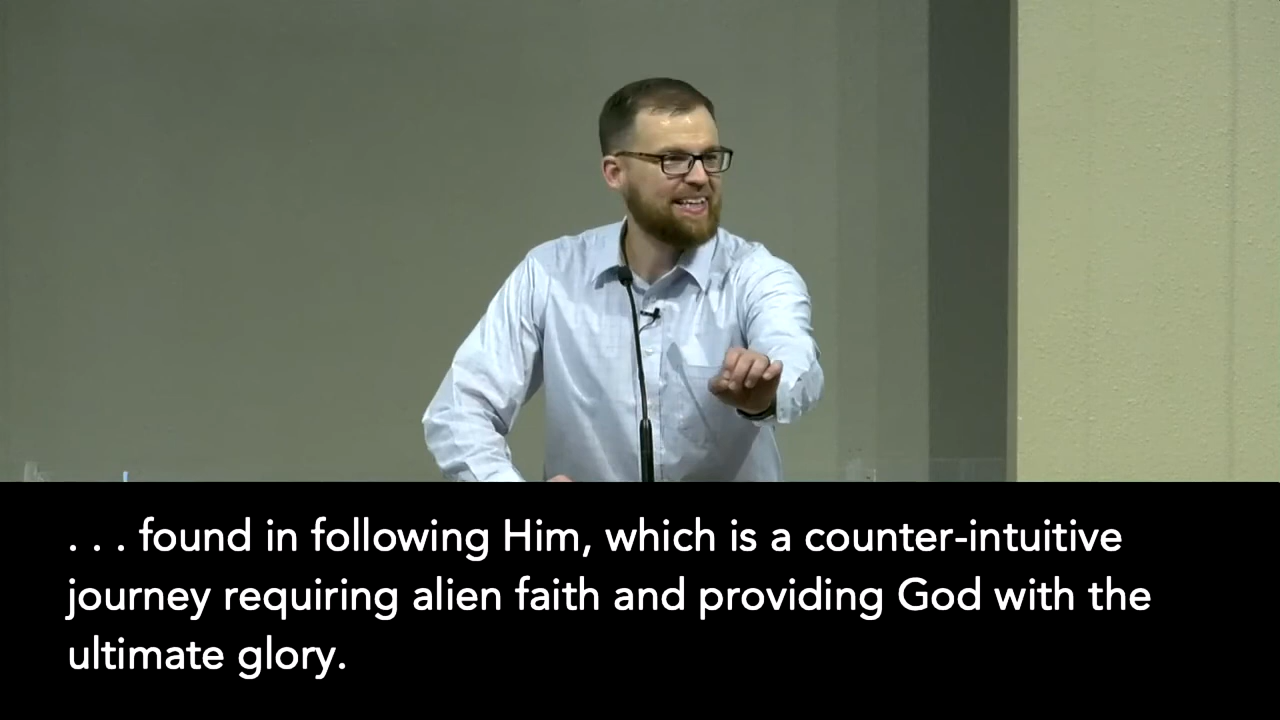 . . . found in following Him, which is a counter-intuitive
journey requiring alien faith and providing God with the
ultimate glory.